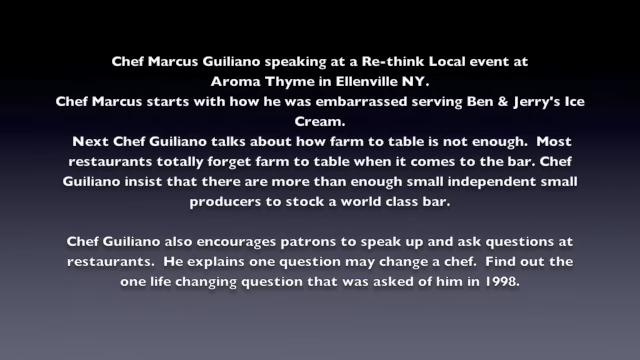 Chef Marcus Guiliano speaking at a Re-think Local event at
Aroma Thyme in Ellenville NY.
Chef Marcus starts with how he was embarrassed serving Ben & Jerry's Ice
Cream.
Next Chef Guiliano talks about how farm to table is not enough.  Most
restaurants totally forget farm to table when it comes to the bar. Chef
Guiliano insist that there are more than enough small independent small
producers to stock a world class bar.
Chef Guiliano also encourages patrons to speak up and ask questions at
restaurants.  He explains one question may change a chef.  Find out the
one life changing question that was asked of him in 1998.